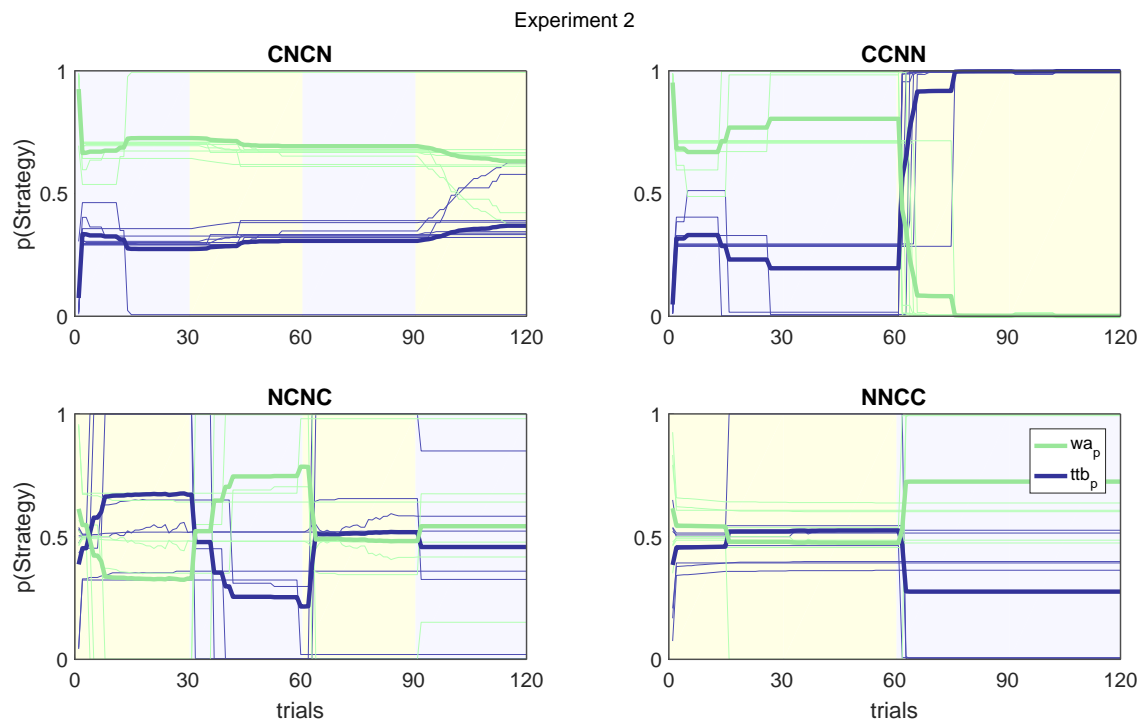 Experiment 2
CNCN
CCNN
p(Strategy)
1
0.5
0
0 30 60 90 120
1
0.5
0
0 30 60 90 120
NCNC
NNCC
p(Strategy)
1
0.5
0
0 30 60 90 120
trials
1
0.5
0
0 30 60 90 120
trials
wa_p
ttb_p